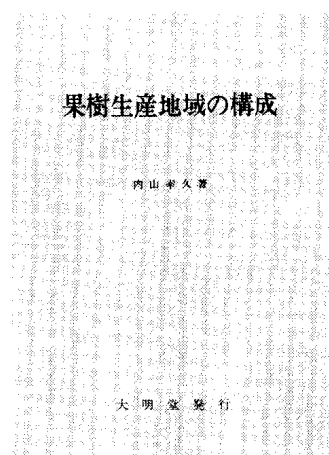 果樹生産地域の構成
内山幸久著
大明堂発行